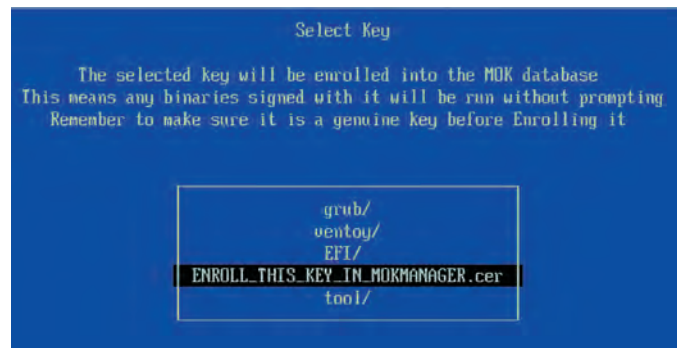 Select Key
The selected key will be enrolled into the MOK database
This means any binaries signed with it will be run without prompting
Remember to make sure it is a genuine key before Enrolling it
grub/
ventoy/
EFI/
ENROLL_THIS_KEY_IN_MOKMANAGER.cer
tool/